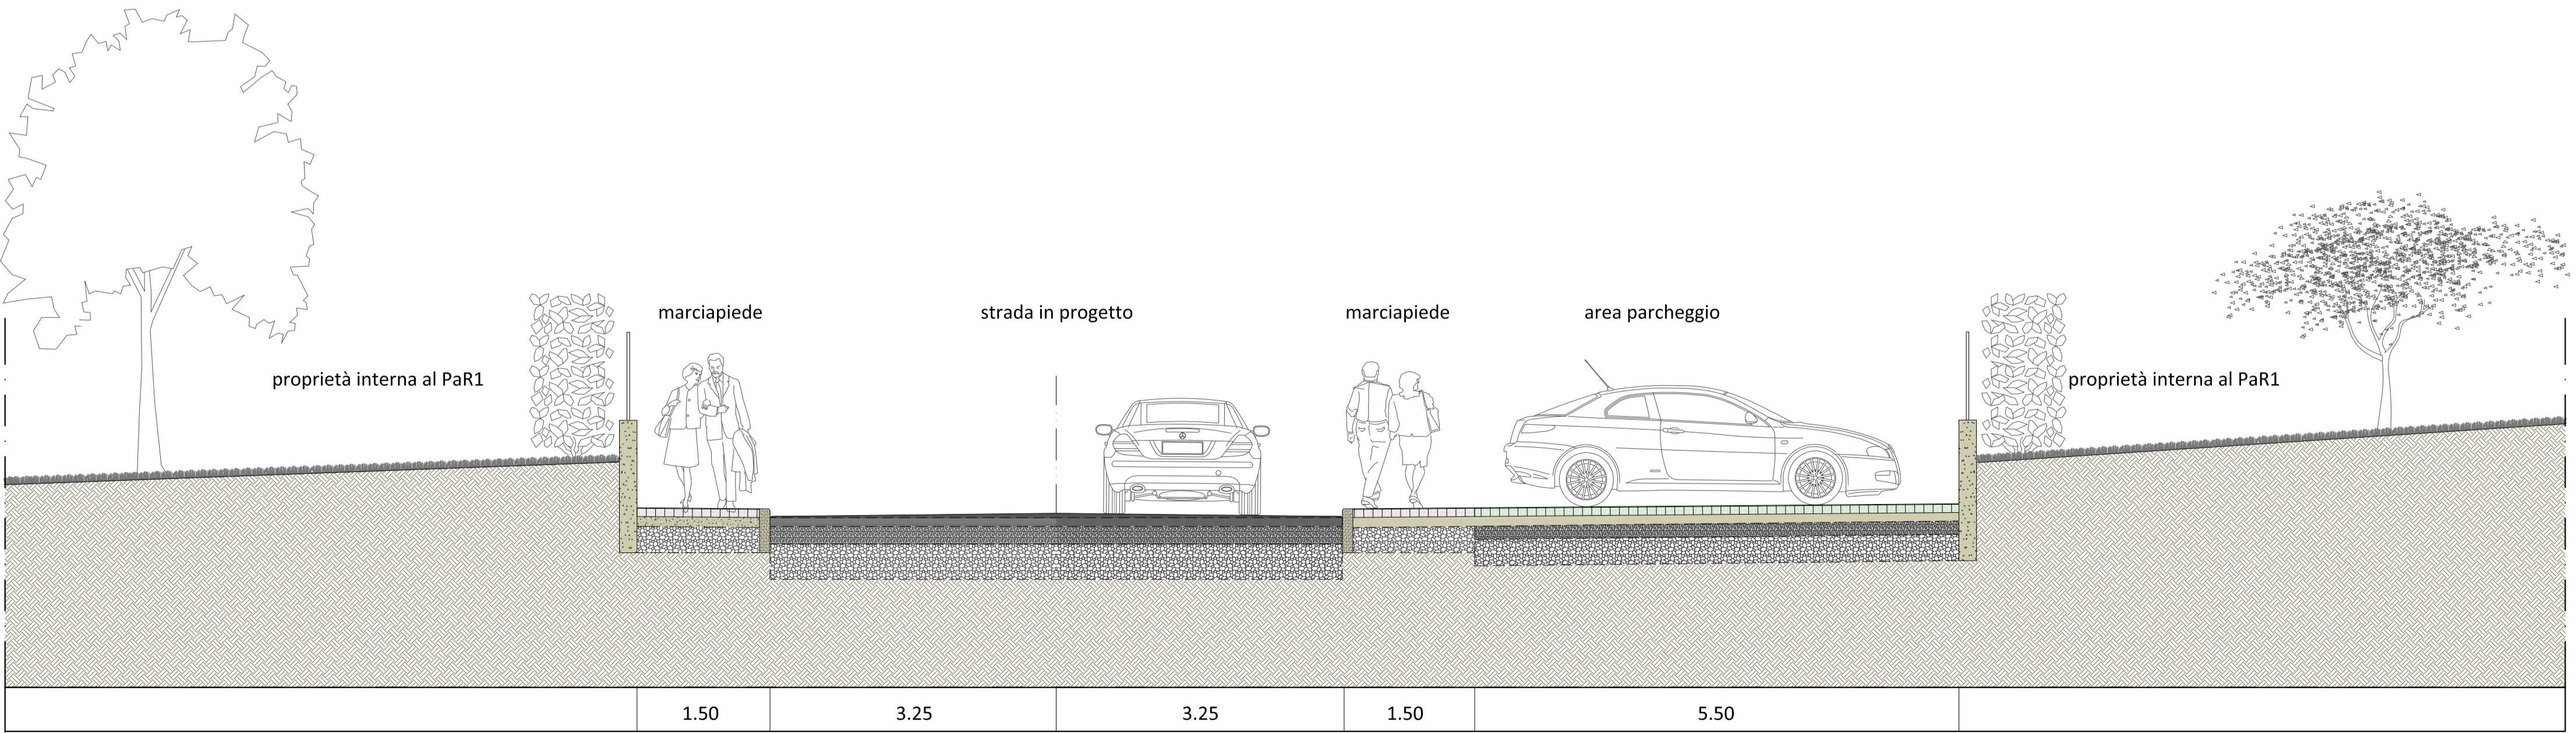 marciapiede
strada in progetto
marciapiede
area parcheggio
proprietà interna al PaR1
proprietà interna al PaR1
1.50
3.25
3.25
1.50
5.50